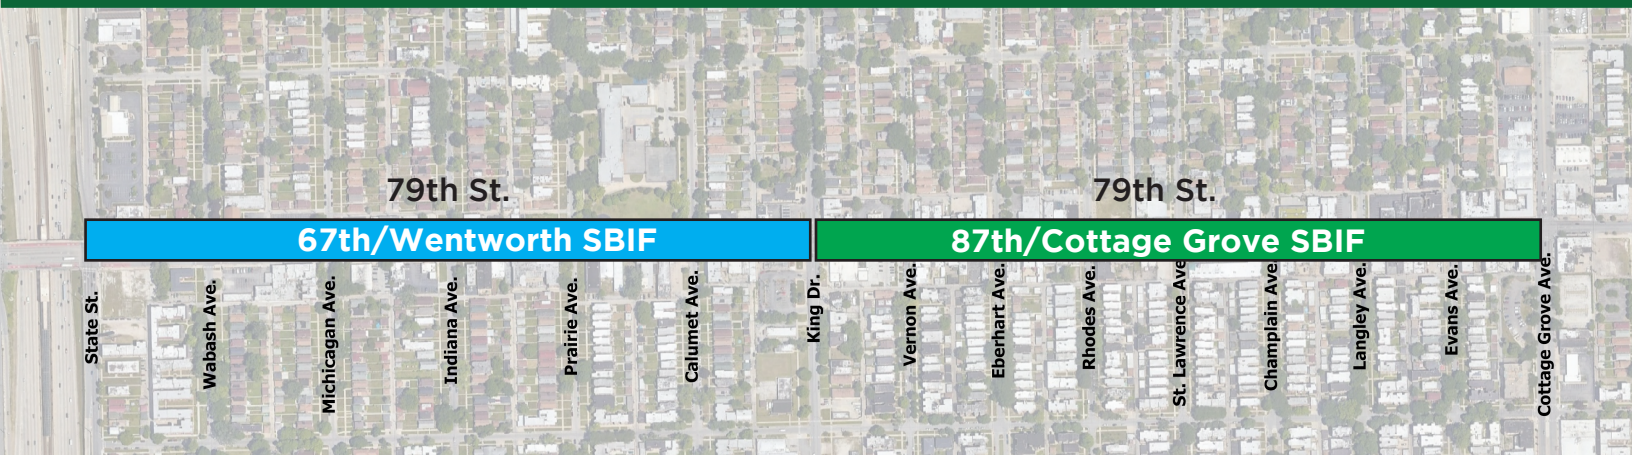 79th St.
79th St.
67th/Wentworth SBIF
87th/Cottage Grove SBIF
State St.
Wabash Ave.
Michicagan Ave.
Indiana Ave.
Prairie Ave.
Calumet Ave.
King Dr.
Vernon Ave.
Eberhart Ave.
Rhodes Ave.
St. Lawrence Ave.
Champlain Ave.
Langley Ave.
Evans Ave.
Cottage Grove Ave.